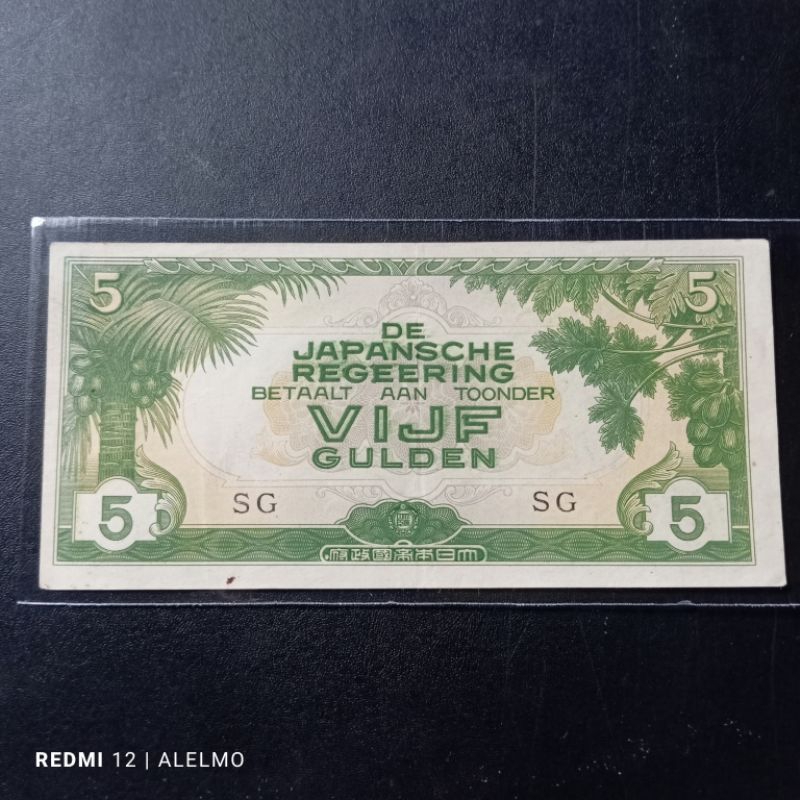 5 5
DE
JAPANSCHE
REGEERING
BETAALT AAN TOONDER
VIJF
GULDEN
SG SG
5 5
府政國帝本日大
REDMI 12 | ALELMO